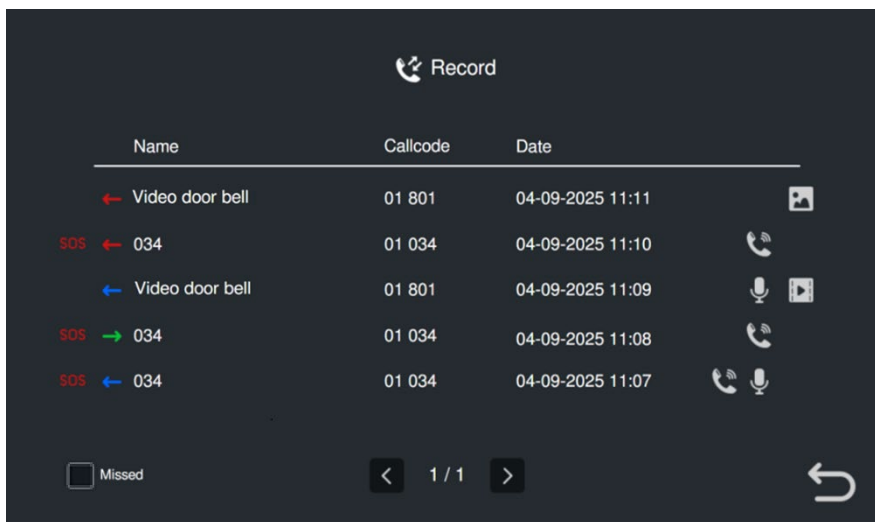 Record
Name Callcode Date
Video door bell 01 801 04-09-2025 11:11
SOS 034 01 034 04-09-2025 11:10
Video door bell 01 801 04-09-2025 11:09
SOS 034 01 034 04-09-2025 11:08
SOS 034 01 034 04-09-2025 11:07
Missed 1 / 1